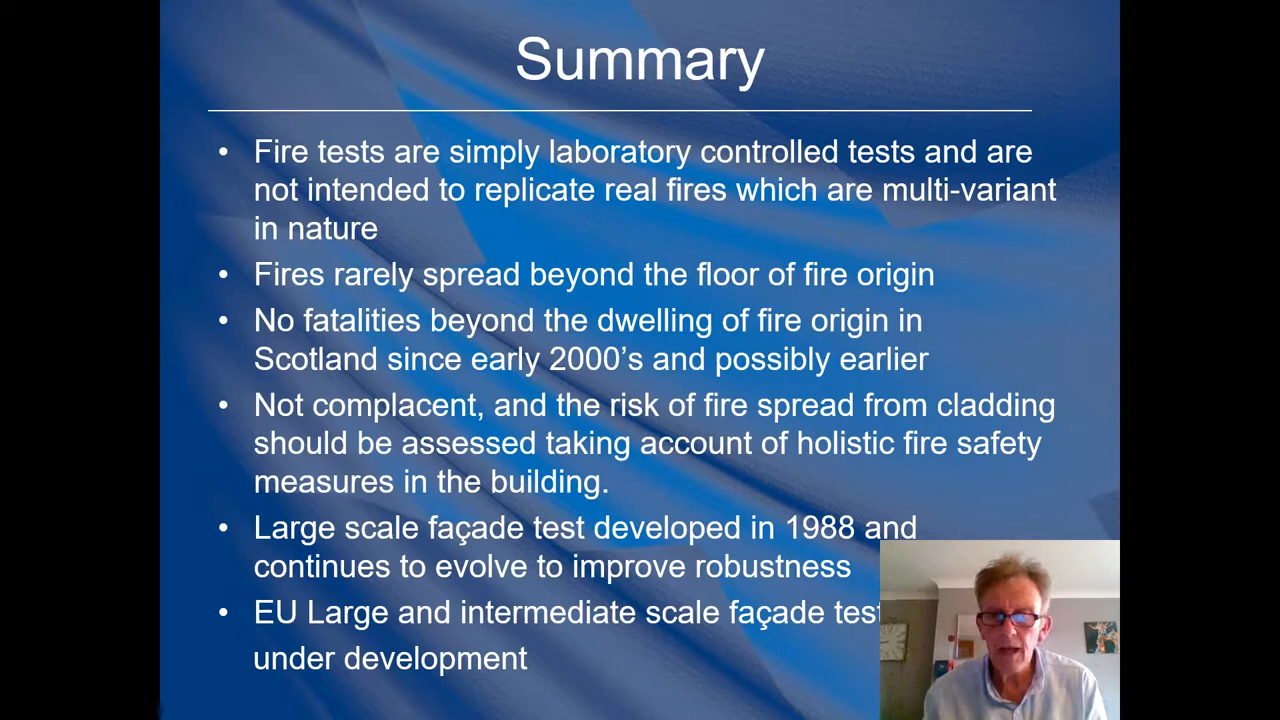 Summary
• Fire tests are simply laboratory controlled tests and are
not intended to replicate real fires which are multi-variant
in nature
• Fires rarely spread beyond the floor of fire origin
• No fatalities beyond the dwelling of fire origin in
Scotland since early 2000’s and possibly earlier
• Not complacent, and the risk of fire spread from cladding
should be assessed taking account of holistic fire safety
measures in the building.
• Large scale façade test developed in 1988 and
continues to evolve to improve robustness
• EU Large and intermediate scale façade test
under development